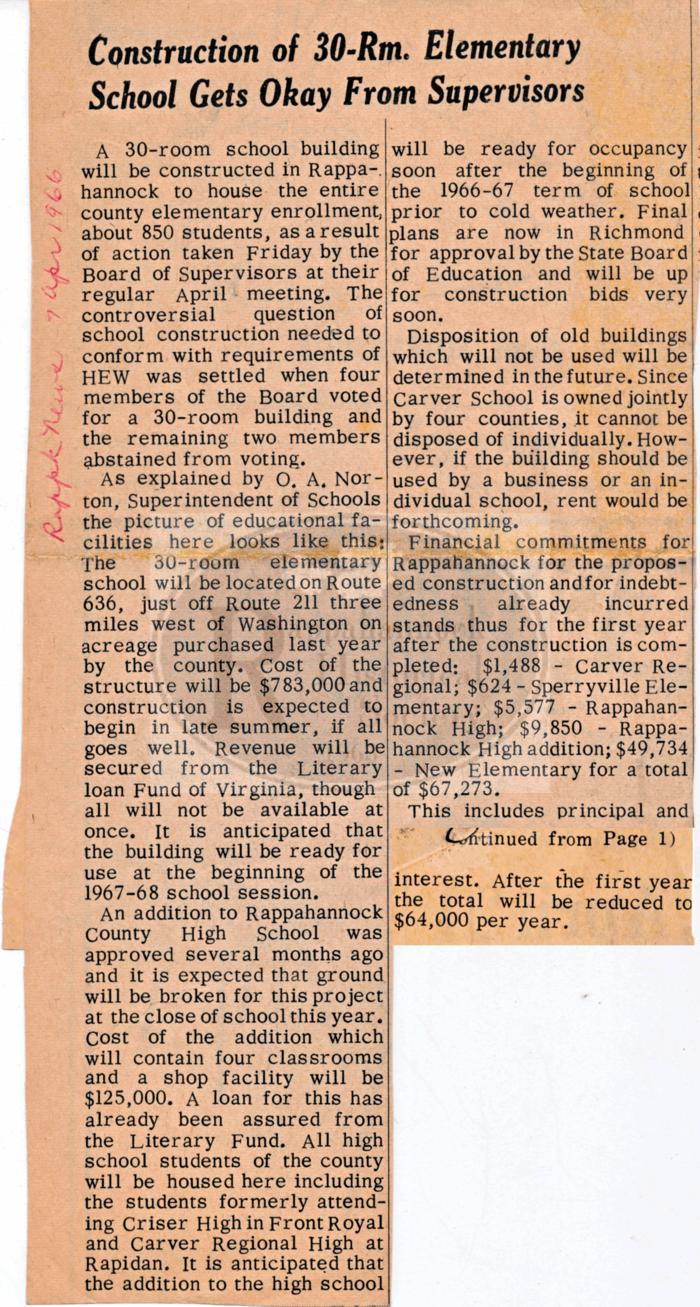 Construction of 30-Rm. Elementary
School Gets Okay From Supervisors
Rappk News 7 Apr 1966
A 30-room school building
will be constructed in Rappa-
hannock to house the entire
county elementary enrollment,
about 850 students, as a result
of action taken Friday by the
Board of Supervisors at their
regular April meeting. The
controversial question of
school construction needed to
conform with requirements of
HEW was settled when four
members of the Board voted
for a 30-room building and
the remaining two members
abstained from voting.
As explained by O. A. Nor-
ton, Superintendent of Schools
the picture of educational fa-
cilities here looks like this:
The 30-room elementary
school will be located on Route
636, just off Route 211 three
miles west of Washington on
acreage purchased last year
by the county. Cost of the
structure will be $783,000 and
construction is expected to
begin in late summer, if all
goes well. Revenue will be
secured from the Literary
loan Fund of Virginia, though
all will not be available at
once. It is anticipated that
the building will be ready for
use at the beginning of the
1967-68 school session.
An addition to Rappahannock
County High School was
approved several months ago
and it is expected that ground
will be broken for this project
at the close of school this year.
Cost of the addition which
will contain four classrooms
and a shop facility will be
$125,000. A loan for this has
already been assured from
the Literary Fund. All high
school students of the county
will be housed here including
the students formerly attend-
ing Criser High in Front Royal
and Carver Regional High at
Rapidan. It is anticipated that
the addition to the high school
will be ready for occupancy
soon after the beginning of
the 1966-67 term of school
prior to cold weather. Final
plans are now in Richmond
for approval by the State Board
of Education and will be up
for construction bids very
soon.
Disposition of old buildings
which will not be used will be
determined in the future. Since
Carver School is owned jointly
by four counties, it cannot be
disposed of individually. How-
ever, if the building should be
used by a business or an in-
dividual school, rent would be
forthcoming.
Financial commitments for
Rappahannock for the propos-
ed construction and for indebt-
edness already incurred
stands thus for the first year
after the construction is com-
pleted: $1,488 - Carver Re-
gional; $624 - Sperryville Ele-
mentary; $5,577 - Rappahan-
nock High; $9,850 - Rappa-
hannock High addition; $49,734
- New Elementary for a total
of $67,273.
This includes principal and
Continued from Page 1)
interest. After the first year
the total will be reduced to
$64,000 per year.